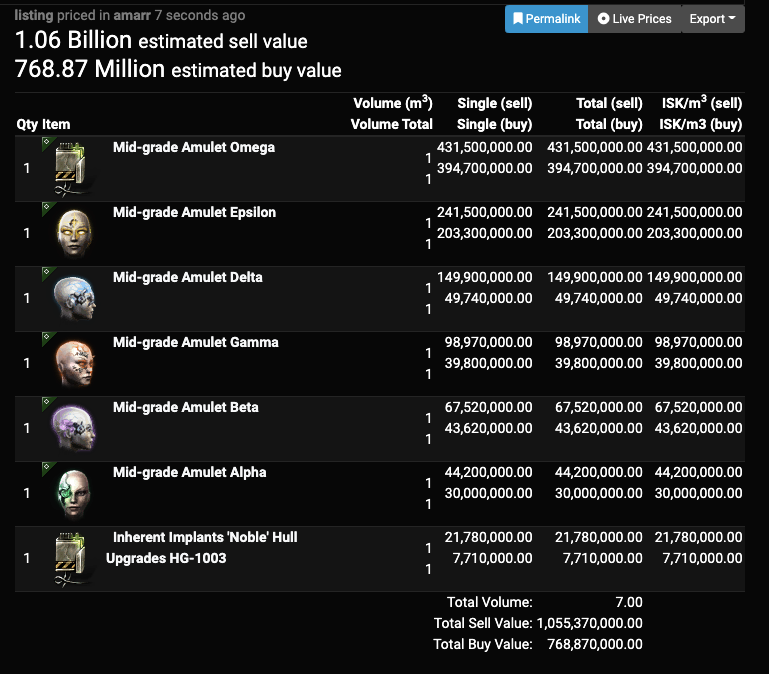 listing priced in amarr 7 seconds ago
Permalink Live Prices Export
1.06 Billion estimated sell value
768.87 Million estimated buy value
Volume (m3) Single (sell) Total (sell) ISK/m3 (sell)
Qty Item Volume Total Single (buy) Total (buy) ISK/m3 (buy)
Mid-grade Amulet Omega 431,500,000.00 431,500,000.00 431,500,000.00
1
1 394,700,000.00 394,700,000.00 394,700,000.00
1
Mid-grade Amulet Epsilon 241,500,000.00 241,500,000.00 241,500,000.00
1
1 203,300,000.00 203,300,000.00 203,300,000.00
1
Mid-grade Amulet Delta 149,900,000.00 149,900,000.00 149,900,000.00
1
1 49,740,000.00 49,740,000.00 49,740,000.00
1
Mid-grade Amulet Gamma 98,970,000.00 98,970,000.00 98,970,000.00
1
1 39,800,000.00 39,800,000.00 39,800,000.00
1
Mid-grade Amulet Beta 67,520,000.00 67,520,000.00 67,520,000.00
1
1 43,620,000.00 43,620,000.00 43,620,000.00
1
Mid-grade Amulet Alpha 44,200,000.00 44,200,000.00 44,200,000.00
1
1 30,000,000.00 30,000,000.00 30,000,000.00
1
Inherent Implants 'Noble' Hull 21,780,000.00 21,780,000.00 21,780,000.00
1
1 Upgrades HG-1003 7,710,000.00 7,710,000.00 7,710,000.00
1
Total Volume: 7.00
Total Sell Value: 1,055,370,000.00
Total Buy Value: 768,870,000.00